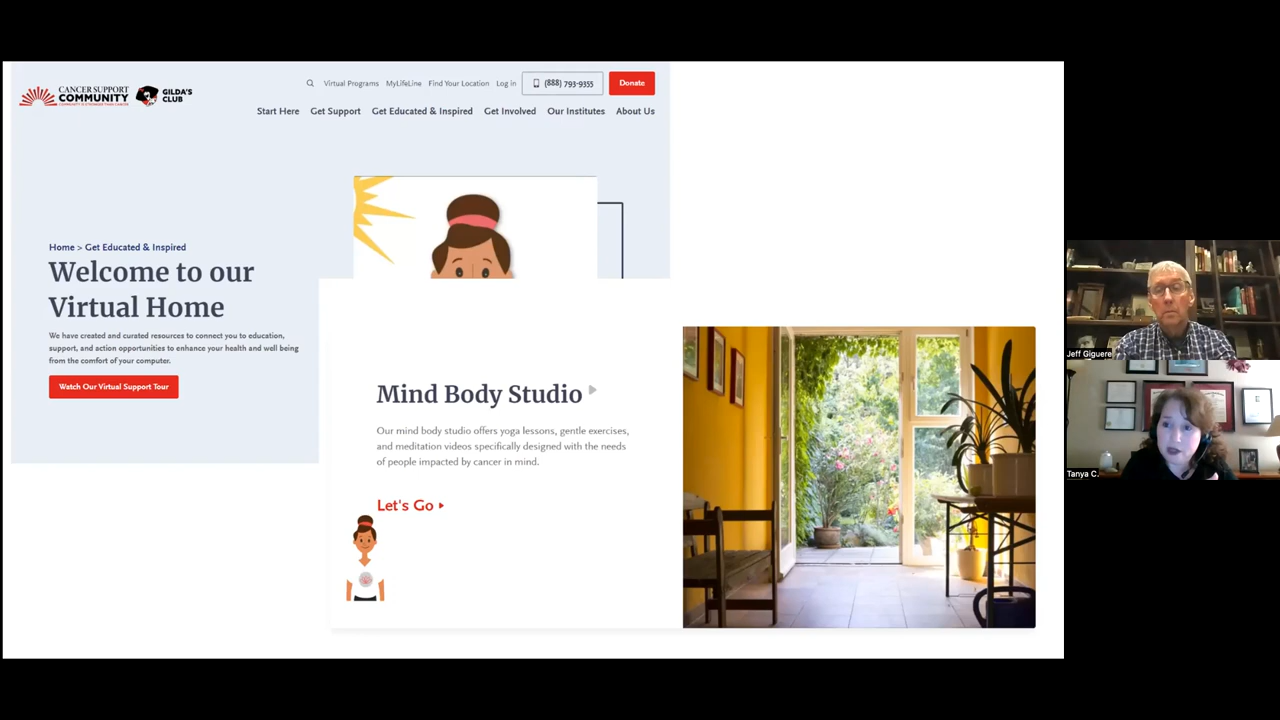 Virtual Programs MyLifeLine Find Your Location Log in (888) 793-9355 Donate
CANCER SUPPORT
COMMUNITY
COMMUNITY IS STRONGER THAN CANCER
GILDA'S
CLUB
Start Here Get Support Get Educated & Inspired Get Involved Our Institutes About Us
Home > Get Educated & Inspired
Welcome to our
Virtual Home
We have created and curated resources to connect you to education,
support, and action opportunities to enhance your health and well being
from the comfort of your computer.
Watch Our Virtual Support Tour
Mind Body Studio
Our mind body studio offers yoga lessons, gentle exercises,
and meditation videos specifically designed with the needs
of people impacted by cancer in mind.
Let's Go
Jeff Giguere
Tanya C.